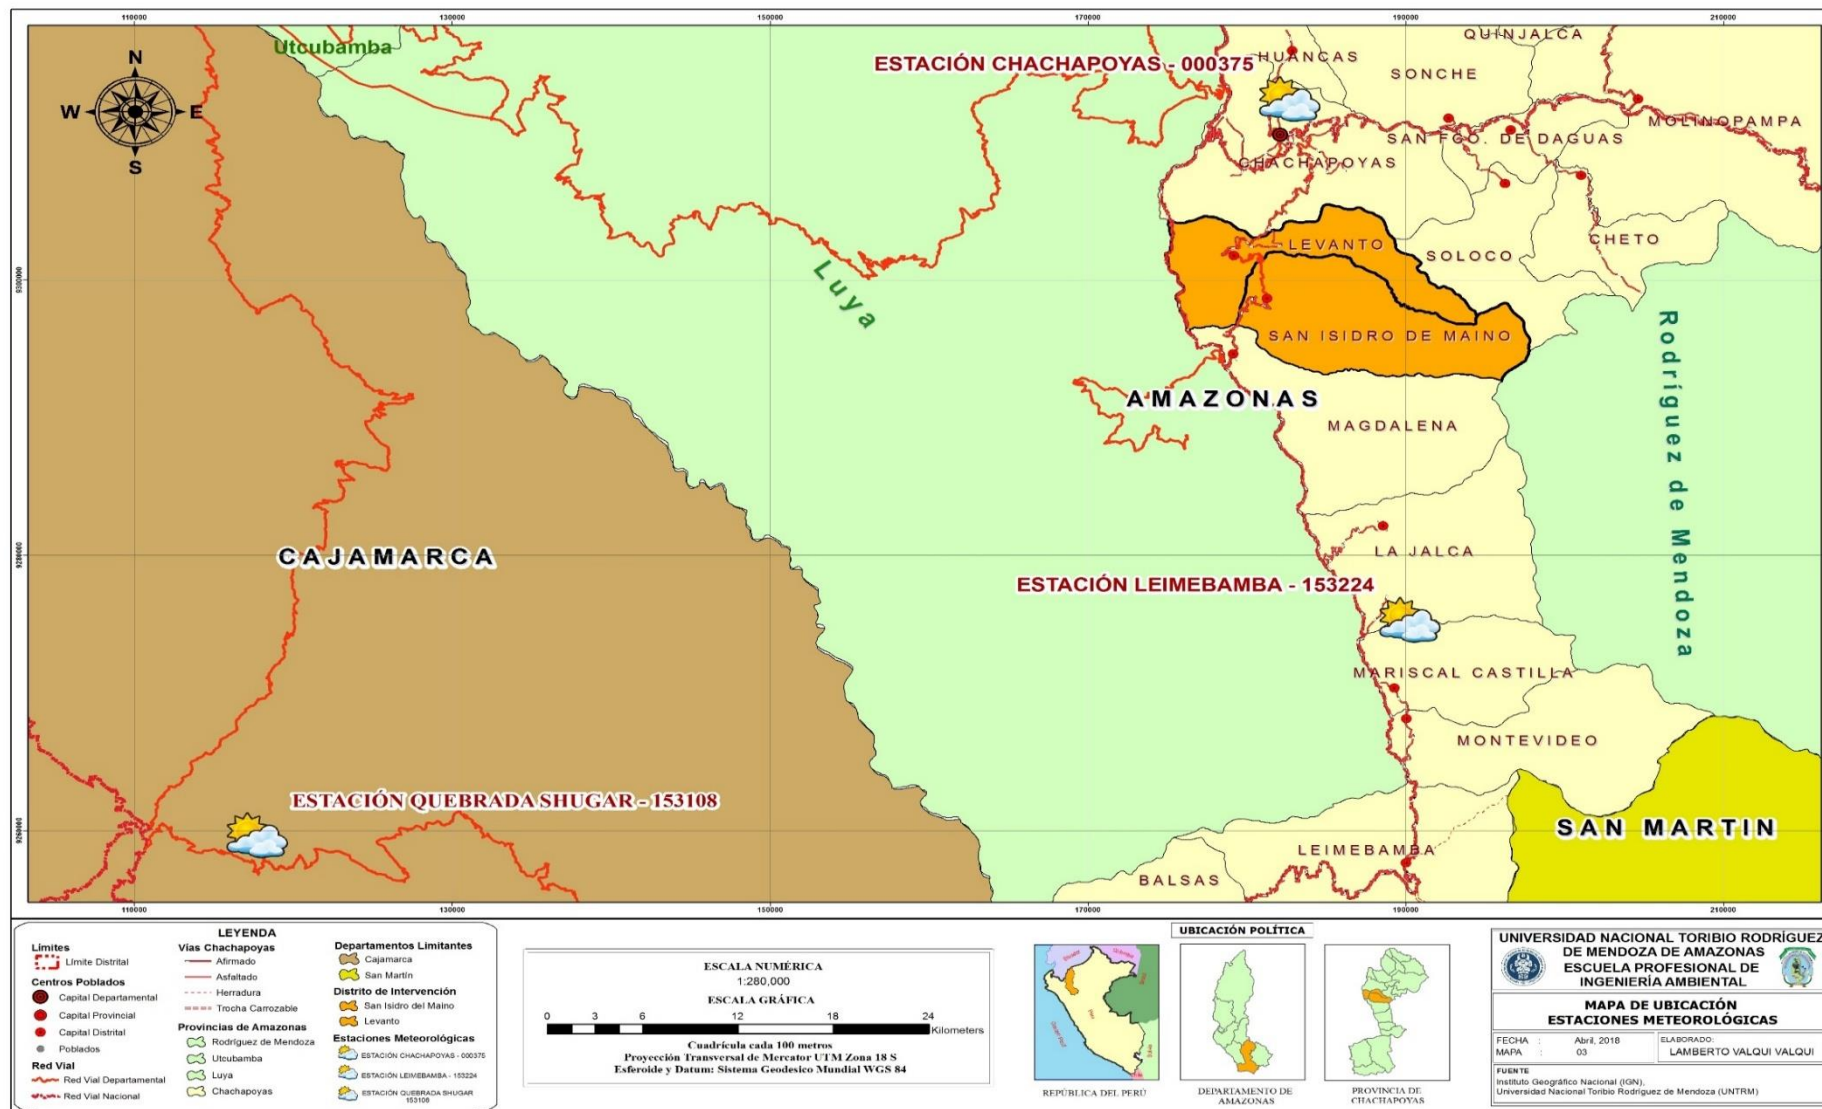 110000
130000
150000
170000
190000
210000
Utcubamba
N
W
E
S
ESTACIÓN CHACHAPOYAS - 000375
HUANCAS
QUINJALCA
SONCHE
MOLINOPAMPA
SAN FCO. DE DAGUAS
CHACHAPOYAS
LEVANTO
SOLOCO
CHETO
9300000
Luya
SAN ISIDRO DE MAINO
Rodríguez de Mendoza
AMAZONAS
MAGDALENA
9280000
CAJAMARCA
LA JALCA
ESTACIÓN LEIMEBAMBA - 153224
MARISCAL CASTILLA
MONTEVIDEO
ESTACIÓN QUEBRADA SHUGAR - 153108
9260000
SAN MARTIN
LEIMEBAMBA
BALSAS
110000
130000
150000
170000
190000
210000
LEYENDA
Límites
Límite Distrital
Centros Poblados
Capital Departamental
Capital Provincial
Capital Distrital
Poblados
Red Vial
Red Vial Departamental
Red Vial Nacional
Vías Chachapoyas
Afirmado
Asfaltado
Herradura
Trocha Carrozable
Provincias de Amazonas
Rodríguez de Mendoza
Utcubamba
Luya
Chachapoyas
Departamentos Limitantes
Cajamarca
San Martín
Distrito de Intervención
San Isidro del Maino
Levanto
Estaciones Meteorológicas
ESTACIÓN CHACHAPOYAS - 000375
ESTACIÓN LEIMEBAMBA - 153224
ESTACIÓN QUEBRADA SHUGAR
153108
ESCALA NUMÉRICA
1:280,000
ESCALA GRÁFICA
0 3 6 12 18 24
Kilometers
Cuadrícula cada 100 metros
Proyección Transversal de Mercator UTM Zona 18 S
Esferoide y Datum: Sistema Geodesico Mundial WGS 84
UBICACIÓN POLÍTICA
REPÚBLICA DEL PERÚ
DEPARTAMENTO DE
AMAZONAS
PROVINCIA DE
CHACHAPOYAS
UNIVERSIDAD NACIONAL TORIBIO RODRÍGUEZ
DE MENDOZA DE AMAZONAS
ESCUELA PROFESIONAL DE
INGENIERÍA AMBIENTAL
MAPA DE UBICACIÓN
ESTACIONES METEOROLÓGICAS
FECHA : Abril, 2018
MAPA : 03
ELABORADO:
LAMBERTO VALQUI VALQUI
FUENTE
Instituto Geográfico Nacional (IGN),
Universidad Nacional Toribio Rodríguez de Mendoza (UNTRM)